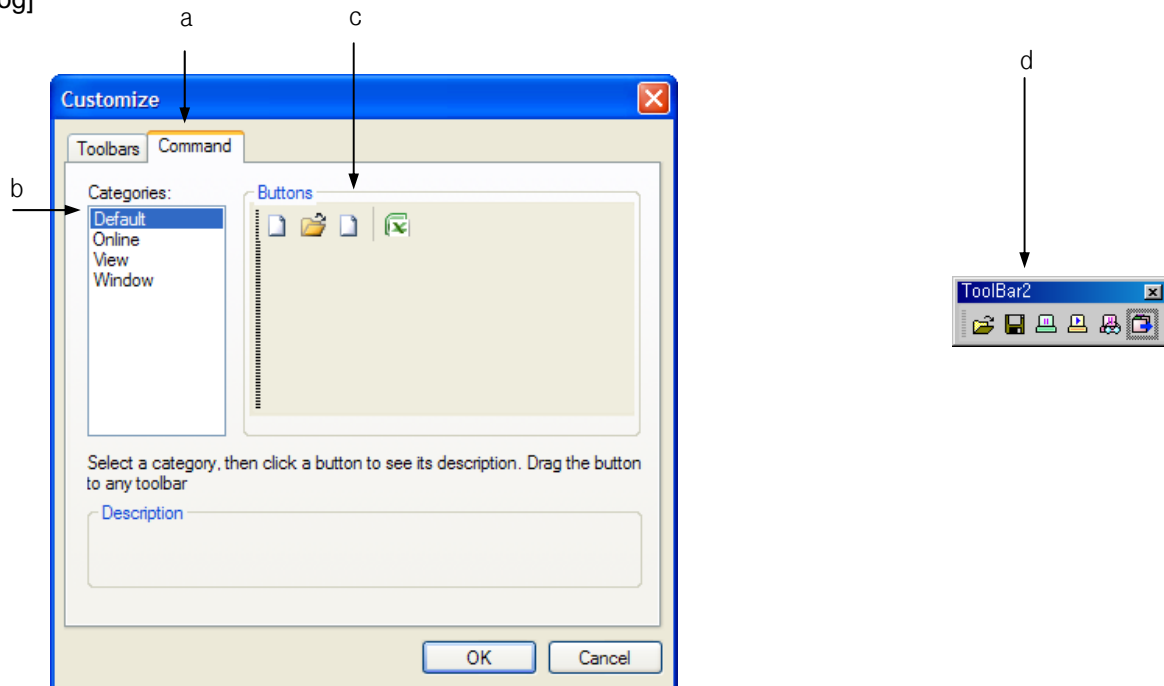 og]
a
c
d
Customize
Toolbars
Command
b
Categories:
Buttons
Default
Online
View
Window
ToolBar2
Select a category, then click a button to see its description. Drag the button
to any toolbar
Description
OK
Cancel